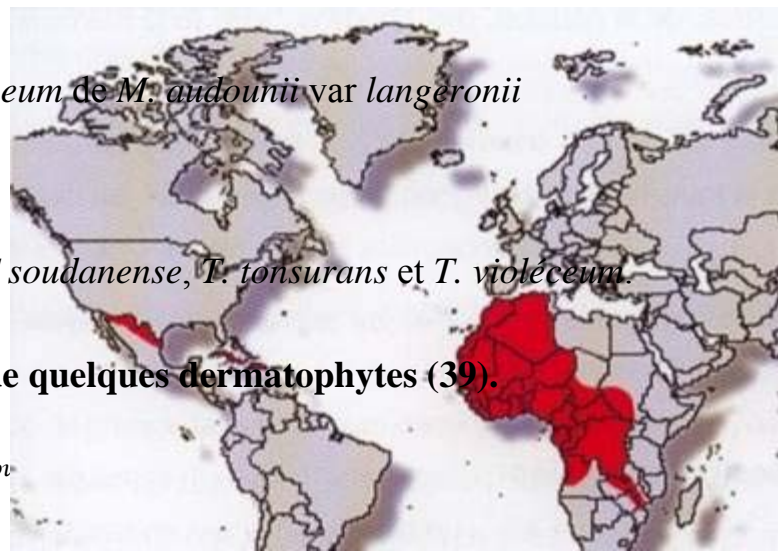 eum de M. audounii var langeronii
soudanense, T. tonsurans et T. violéceum.
e quelques dermatophytes (39).